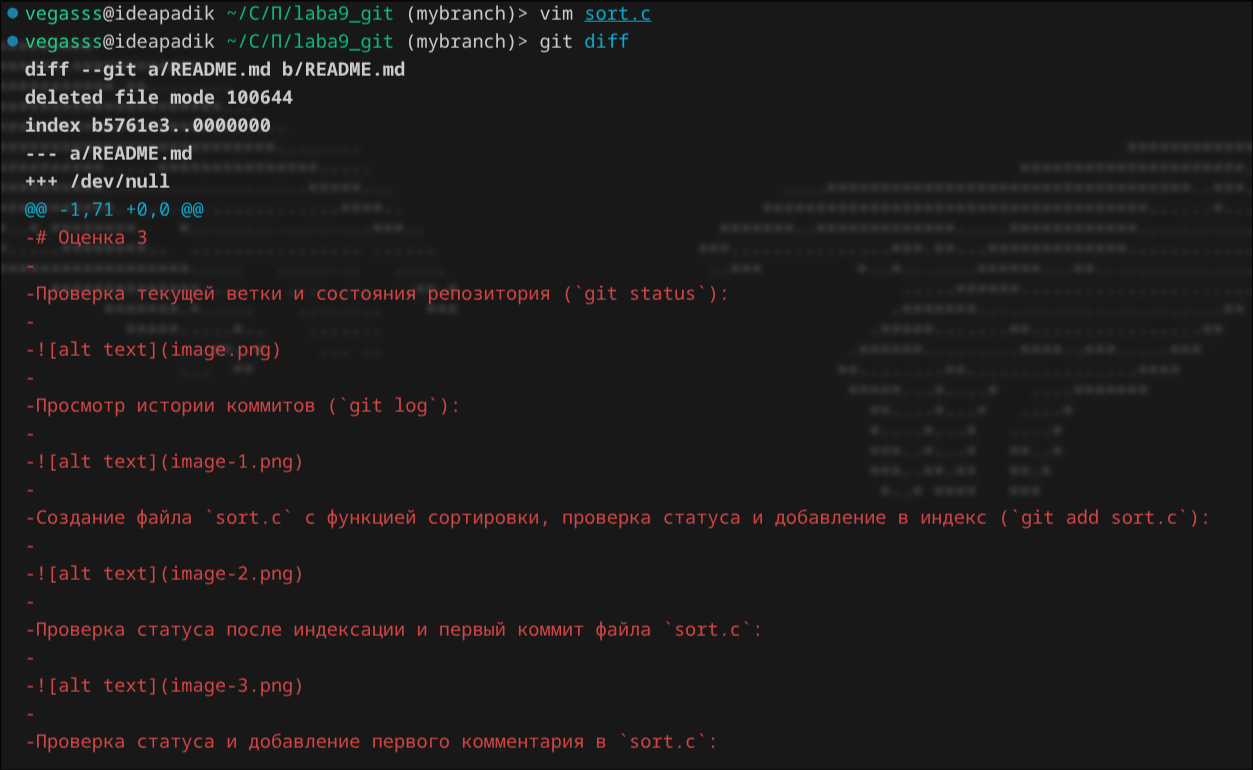 vegasss@ideapadik ~/С/П/laba9_git (mybranch)> vim sort.c
vegasss@ideapadik ~/С/П/laba9_git (mybranch)> git diff
diff --git a/README.md b/README.md
deleted file mode 100644
index b5761e3..0000000
--- a/README.md
+++ /dev/null
@@ -1,71 +0,0 @@
-# Оценка 3
-
-Проверка текущей ветки и состояния репозитория (`git status`):
-
-![alt text](image.png)
-
-Просмотр истории коммитов (`git log`):
-
-![alt text](image-1.png)
-
-Создание файла `sort.c` с функцией сортировки, проверка статуса и добавление в индекс (`git add sort.c`):
-
-![alt text](image-2.png)
-
-Проверка статуса после индексации и первый коммит файла `sort.c`:
-
-![alt text](image-3.png)
-
-Проверка статуса и добавление первого комментария в `sort.c`: